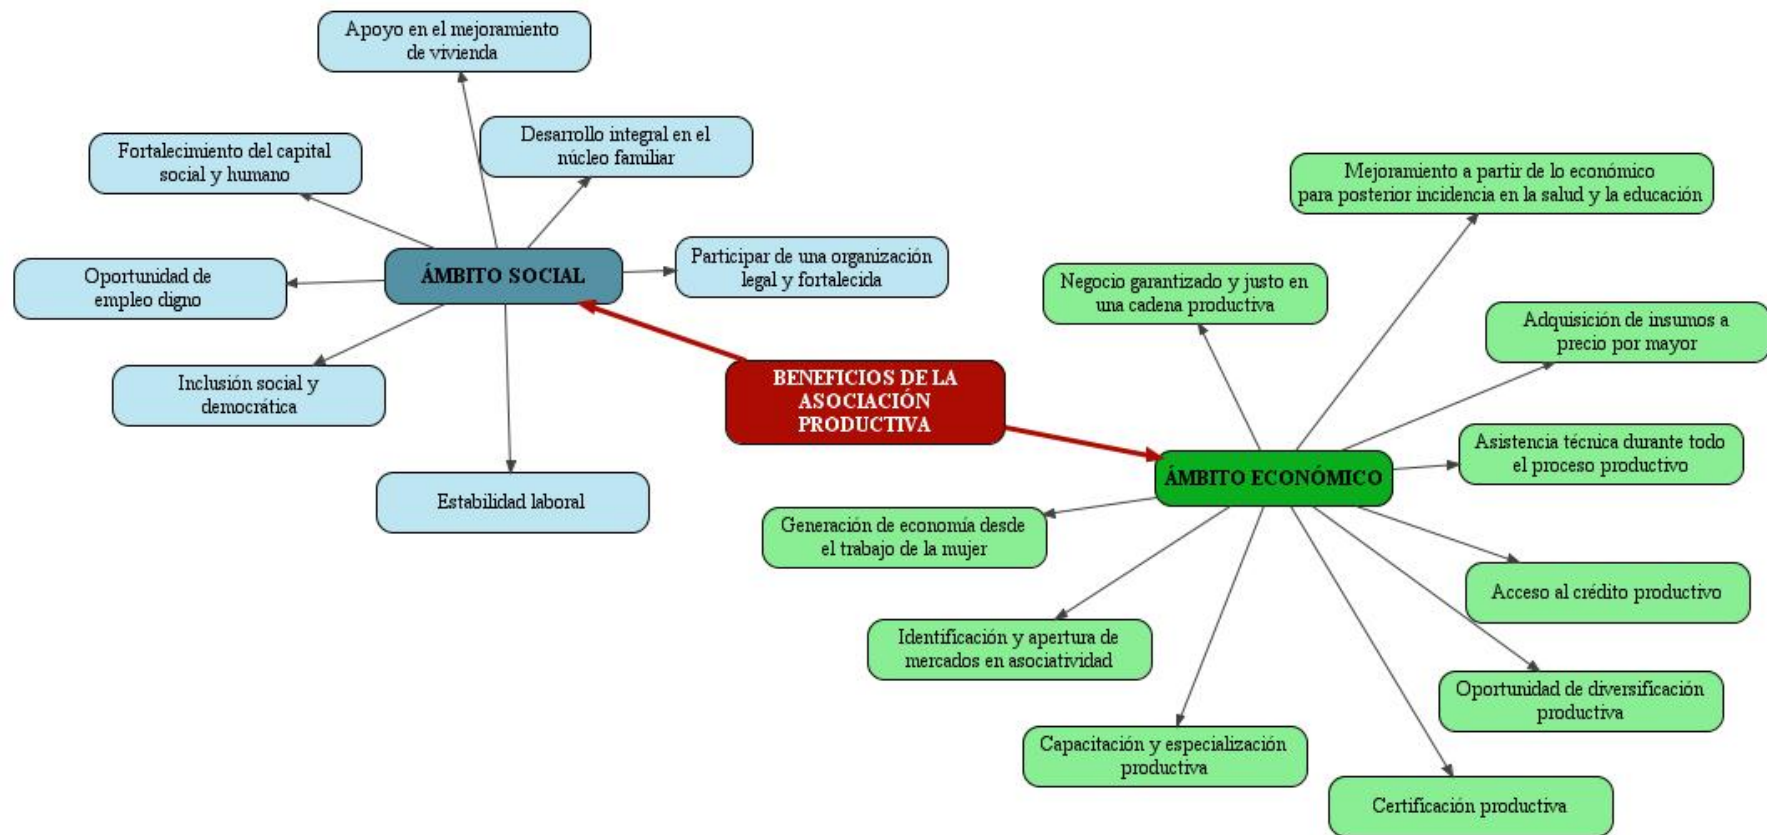 Apoyo en el mejoramiento
de vivienda
Desarrollo integral en el
núcleo familiar
Fortalecimiento del capital
social y humano
Participar de una organización
legal y fortalecida
ÁMBITO SOCIAL
Oportunidad de
empleo digno
Inclusión social y
democrática
Estabilidad laboral
BENEFICIOS DE LA
ASOCIACIÓN
PRODUCTIVA
Mejoramiento a partir de lo económico
para posterior incidencia en la salud y la educación
Negocio garantizado y justo en
una cadena productiva
Adquisición de insumos a
precio por mayor
Asistencia técnica durante todo
el proceso productivo
ÁMBITO ECONÓMICO
Generación de economía desde
el trabajo de la mujer
Acceso al crédito productivo
Identificación y apertura de
mercados en asociatividad
Oportunidad de diversificación
productiva
Capacitación y especialización
productiva
Certificación productiva